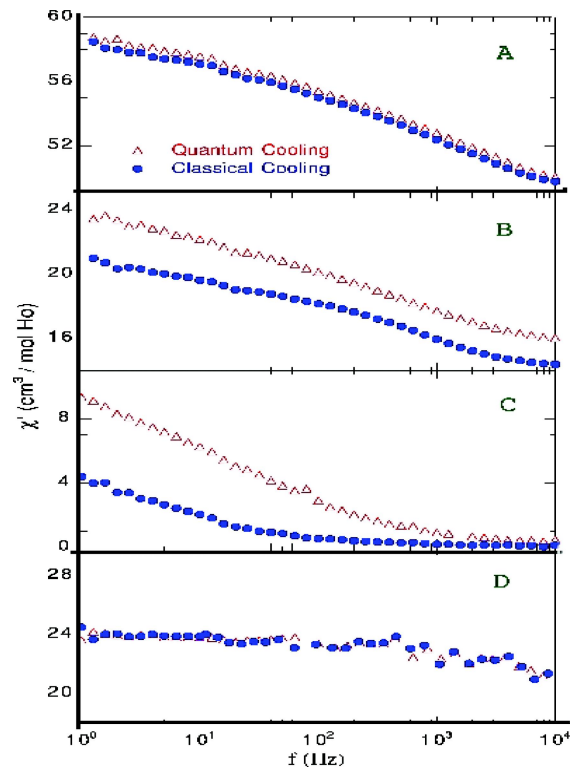 60
A
56
52
Quantum Cooling
Classical Cooling
24
B
20
16
χ' (cm³ / mol Ho)
C
8
4
0
28
D
24
20
10⁰ 10¹ 10² 10³ 10⁴
f (Hz)